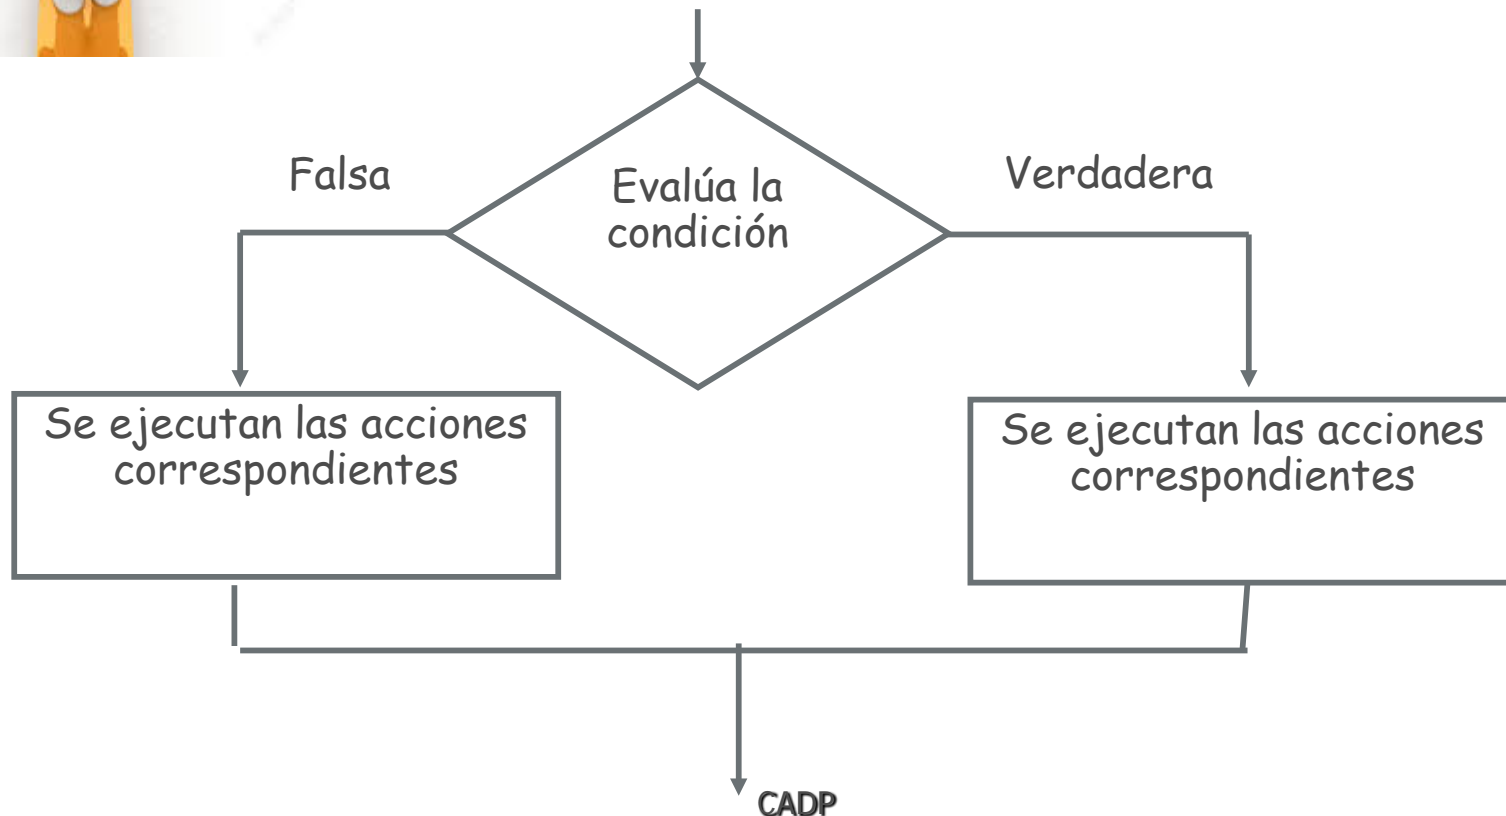 Falsa
Evalúa la
condición
Verdadera
Se ejecutan las acciones
correspondientes
Se ejecutan las acciones
correspondientes
CADP